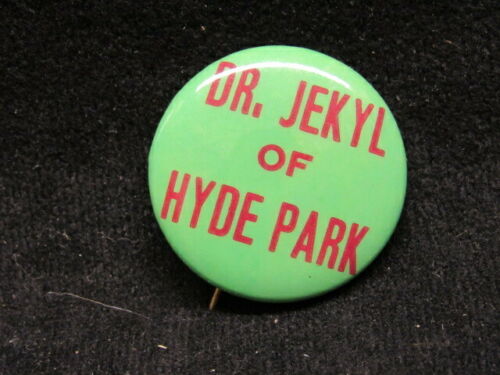 DR. JEKYL
OF
HYDE PARK